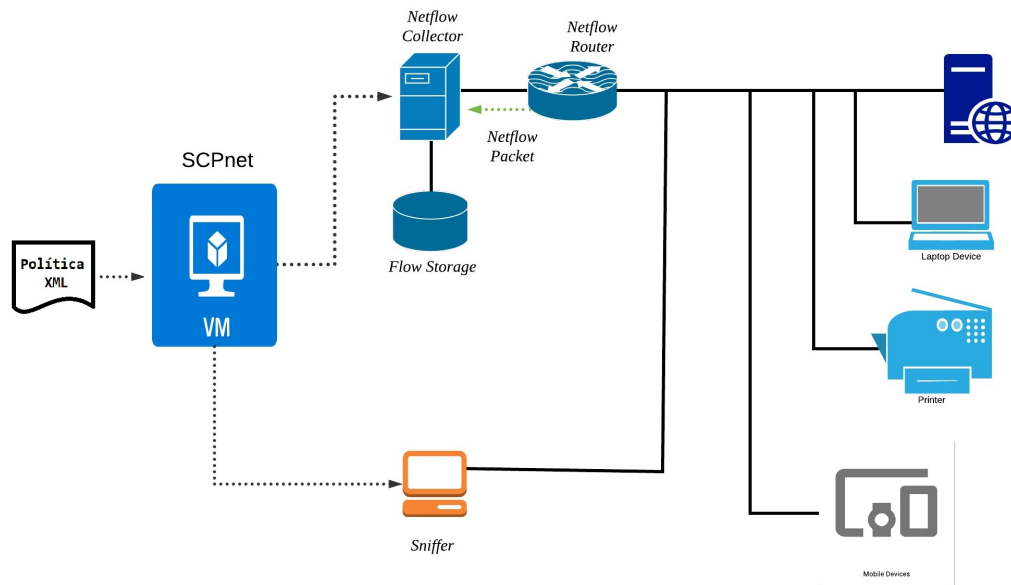 Netflow
Collector
Netflow
Router
Netflow
Packet
SCPnet
Política
XML
VM
Flow Storage
Laptop Device
Printer
Sniffer
Mobile Devices